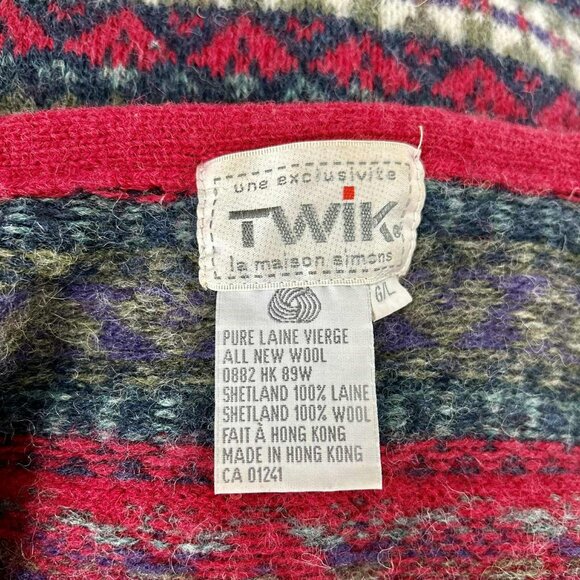 une exclusivite
TWiK
la maison simons
G/L
PURE LAINE VIERGE
ALL NEW WOOL
0882 HK 89W
SHETLAND 100% LAINE
SHETLAND 100% WOOL
FAIT À HONG KONG
MADE IN HONG KONG
CA 01241